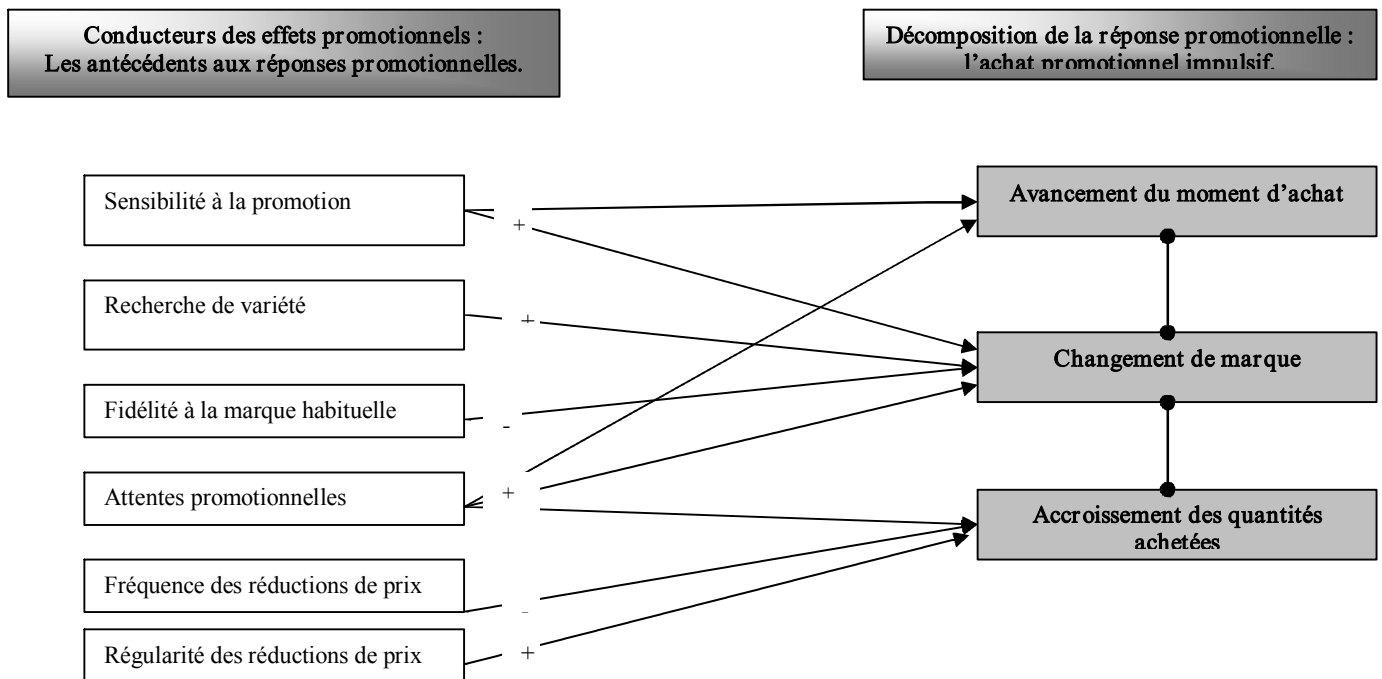 Conducteurs des effets promotionnels :
Les antécédents aux réponses promotionnelles.
Décomposition de la réponse promotionnelle :
l'achat promotionnel impulsif.
Sensibilité à la promotion
+
Recherche de variété
+
Fidélité à la marque habituelle
-
Attentes promotionnelles
+
Fréquence des réductions de prix
-
Régularité des réductions de prix
+
Avancement du moment d'achat
Changement de marque
Accroissement des quantités
achetées